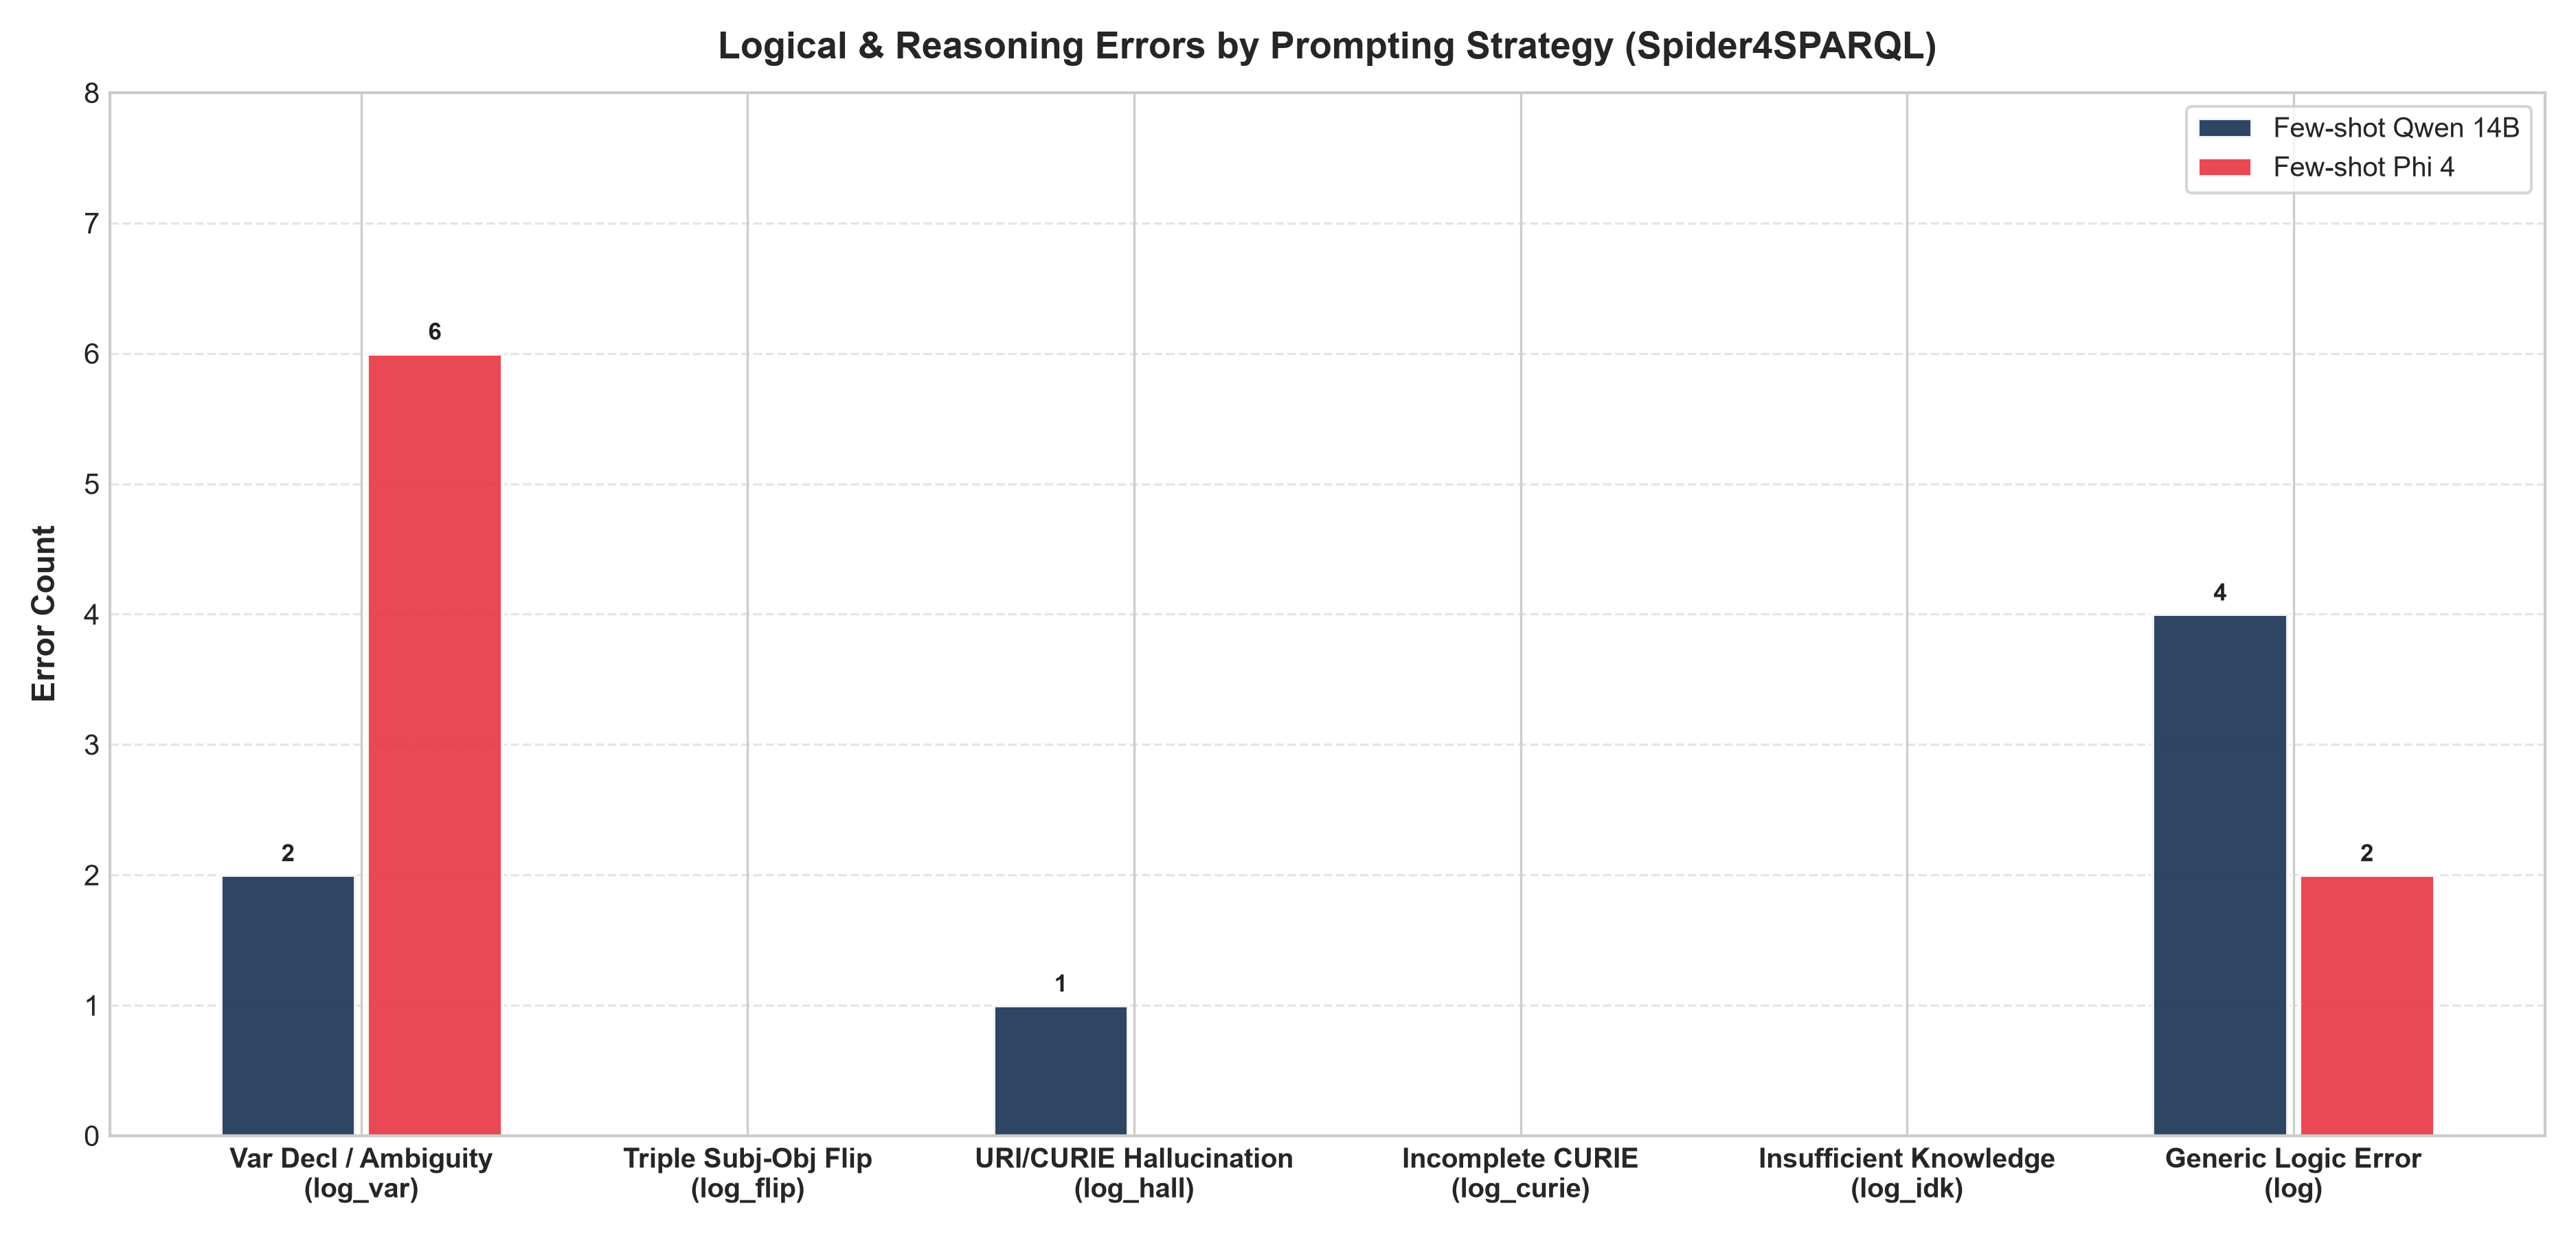 Logical & Reasoning Errors by Prompting Strategy (Spider4SPARQL)
Few-shot Qwen 14B
Few-shot Phi 4
Error Count
8
7
6
5
4
3
2
1
0
2
6
1
4
2
Var Decl / Ambiguity
(log_var)
Triple Subj-Obj Flip
(log_flip)
URI/CURIE Hallucination
(log_hall)
Incomplete CURIE
(log_curie)
Insufficient Knowledge
(log_idk)
Generic Logic Error
(log)